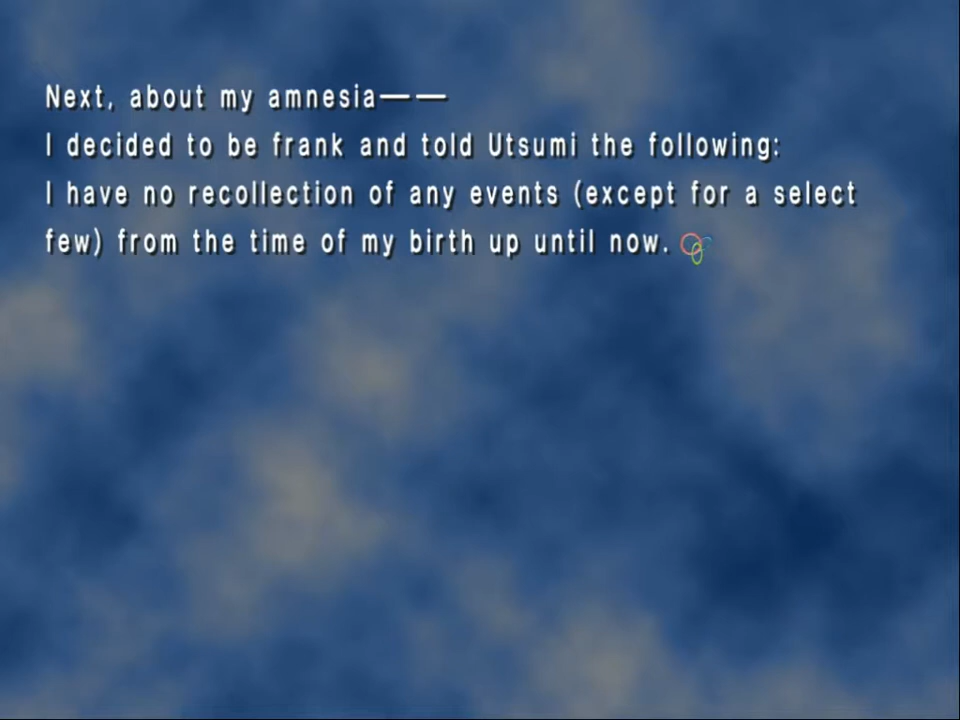 Next, about my amnesia――
I decided to be frank and told Utsumi the following:
I have no recollection of any events (except for a select
few) from the time of my birth up until now.